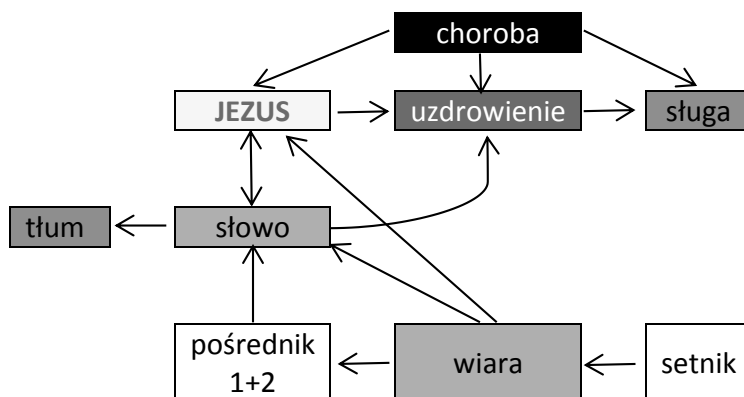 choroba
JEZUS
uzdrowienie
sługa
tłum
słowo
pośrednik
1+2
wiara
setnik